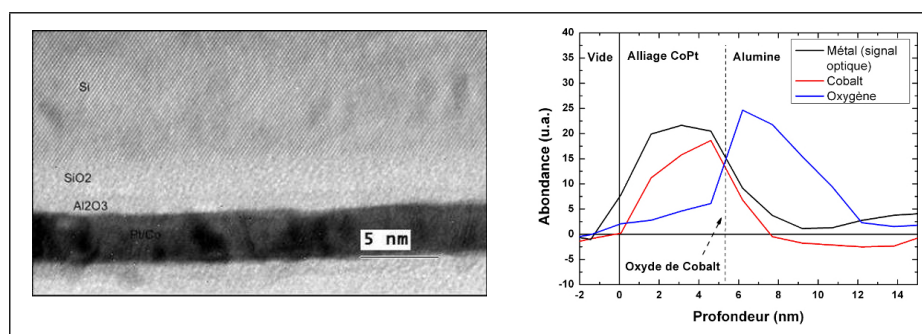 Si
SiO2
Al2O3
Pt/Co
5 nm
Abondance (u.a.)
40
35
30
25
20
15
10
5
0
-5
-10
Vide
Alliage CoPt
Alumine
Métal (signal
optique)
Cobalt
Oxygène
Oxyde de Cobalt
-2 0 2 4 6 8 10 12 14
Profondeur (nm)